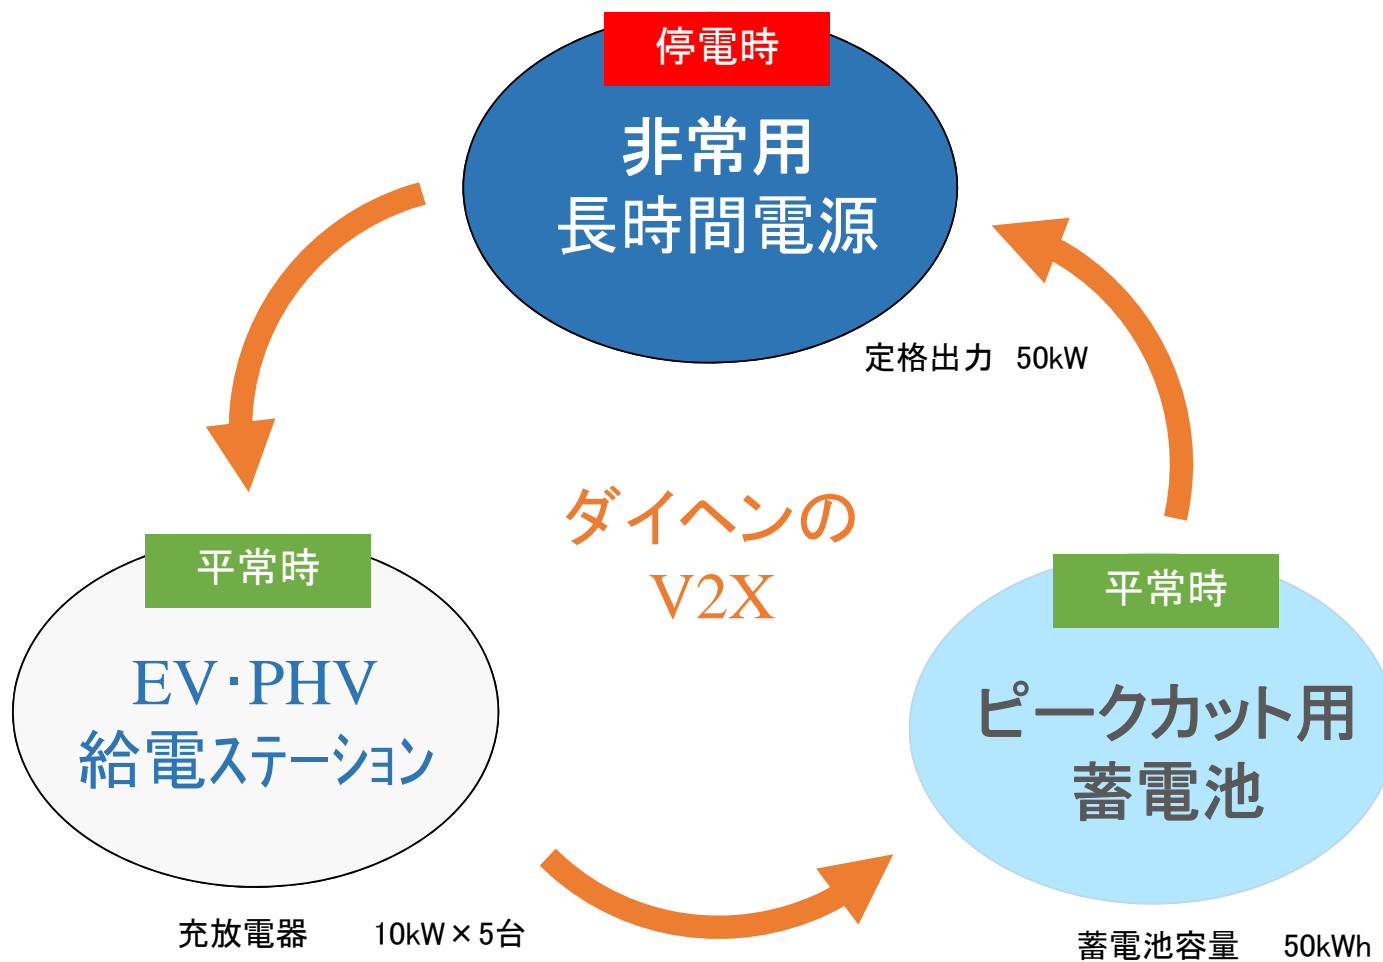 停電時
非常用
長時間電源
定格出力　50kW
ダイヘンの
V2X
平常時
EV・PHV
給電ステーション
充放電器　　10kW×5台
平常時
ピークカット用
蓄電池
蓄電池容量　50kWh